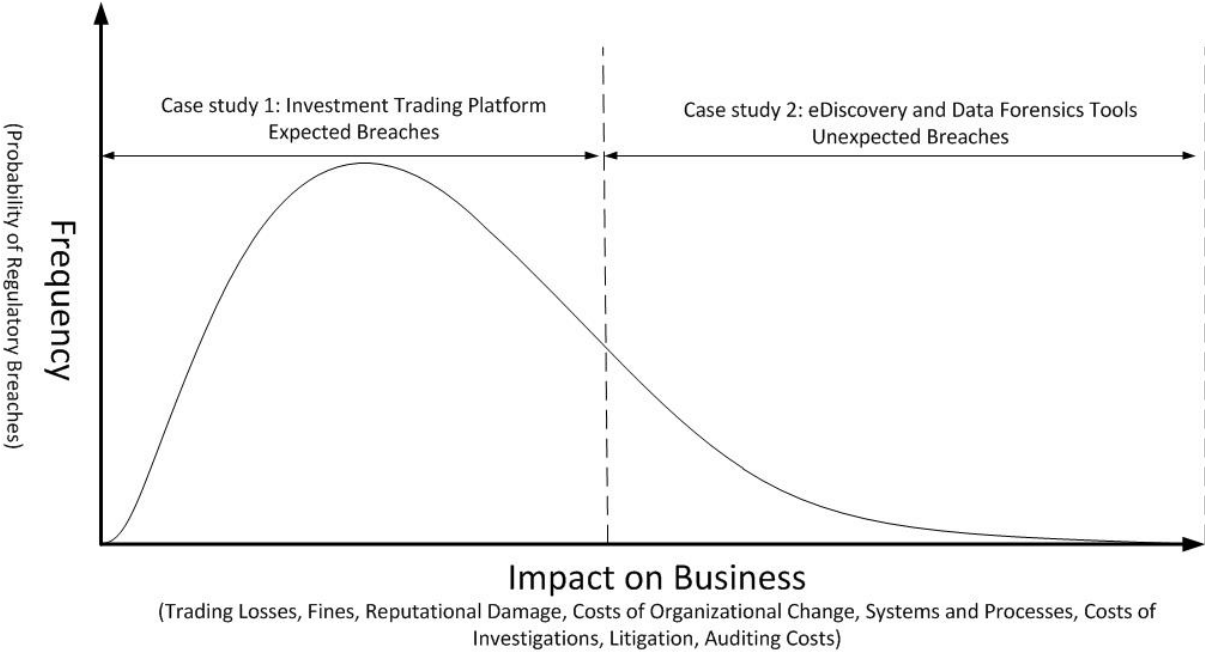 Case study 1: Investment Trading Platform
Expected Breaches
Case study 2: eDiscovery and Data Forensics Tools
Unexpected Breaches
Frequency
(Probability of Regulatory Breaches)
Impact on Business
(Trading Losses, Fines, Reputational Damage, Costs of Organizational Change, Systems and Processes, Costs of
Investigations, Litigation, Auditing Costs)